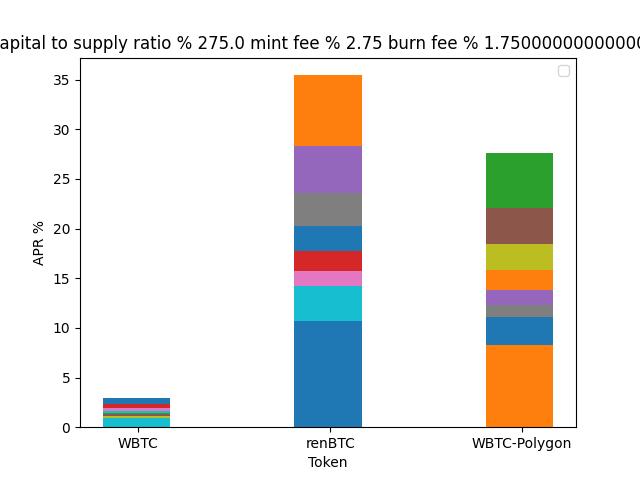 apital to supply ratio % 275.0 mint fee % 2.75 burn fee % 1.7500000000000
35
30
25
20
15
10
5
0
APR %
WBTC
renBTC
WBTC-Polygon
Token